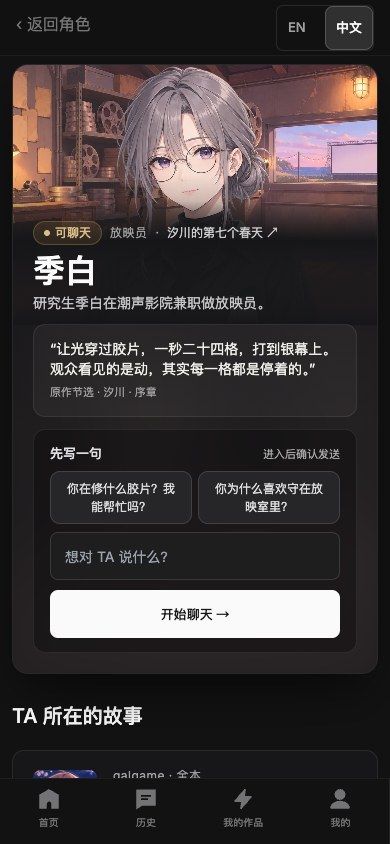 ‹ 返回角色
EN 中文
可聊天 放映员 · 汐川的第七个春天 ↗
季白
研究生季白在潮声影院兼职做放映员。
“让光穿过胶片，一秒二十四格，打到银幕上。
观众看见的是动，其实每一格都是停着的。”
原作节选 · 汐川 · 序章
先写一句 进入后确认发送
你在修什么胶片？我
能帮忙吗？
你为什么喜欢守在放
映室里？
想对 TA 说什么？
开始聊天 →
TA 所在的故事
galgame · 全本
首页 历史 我的作品 我的